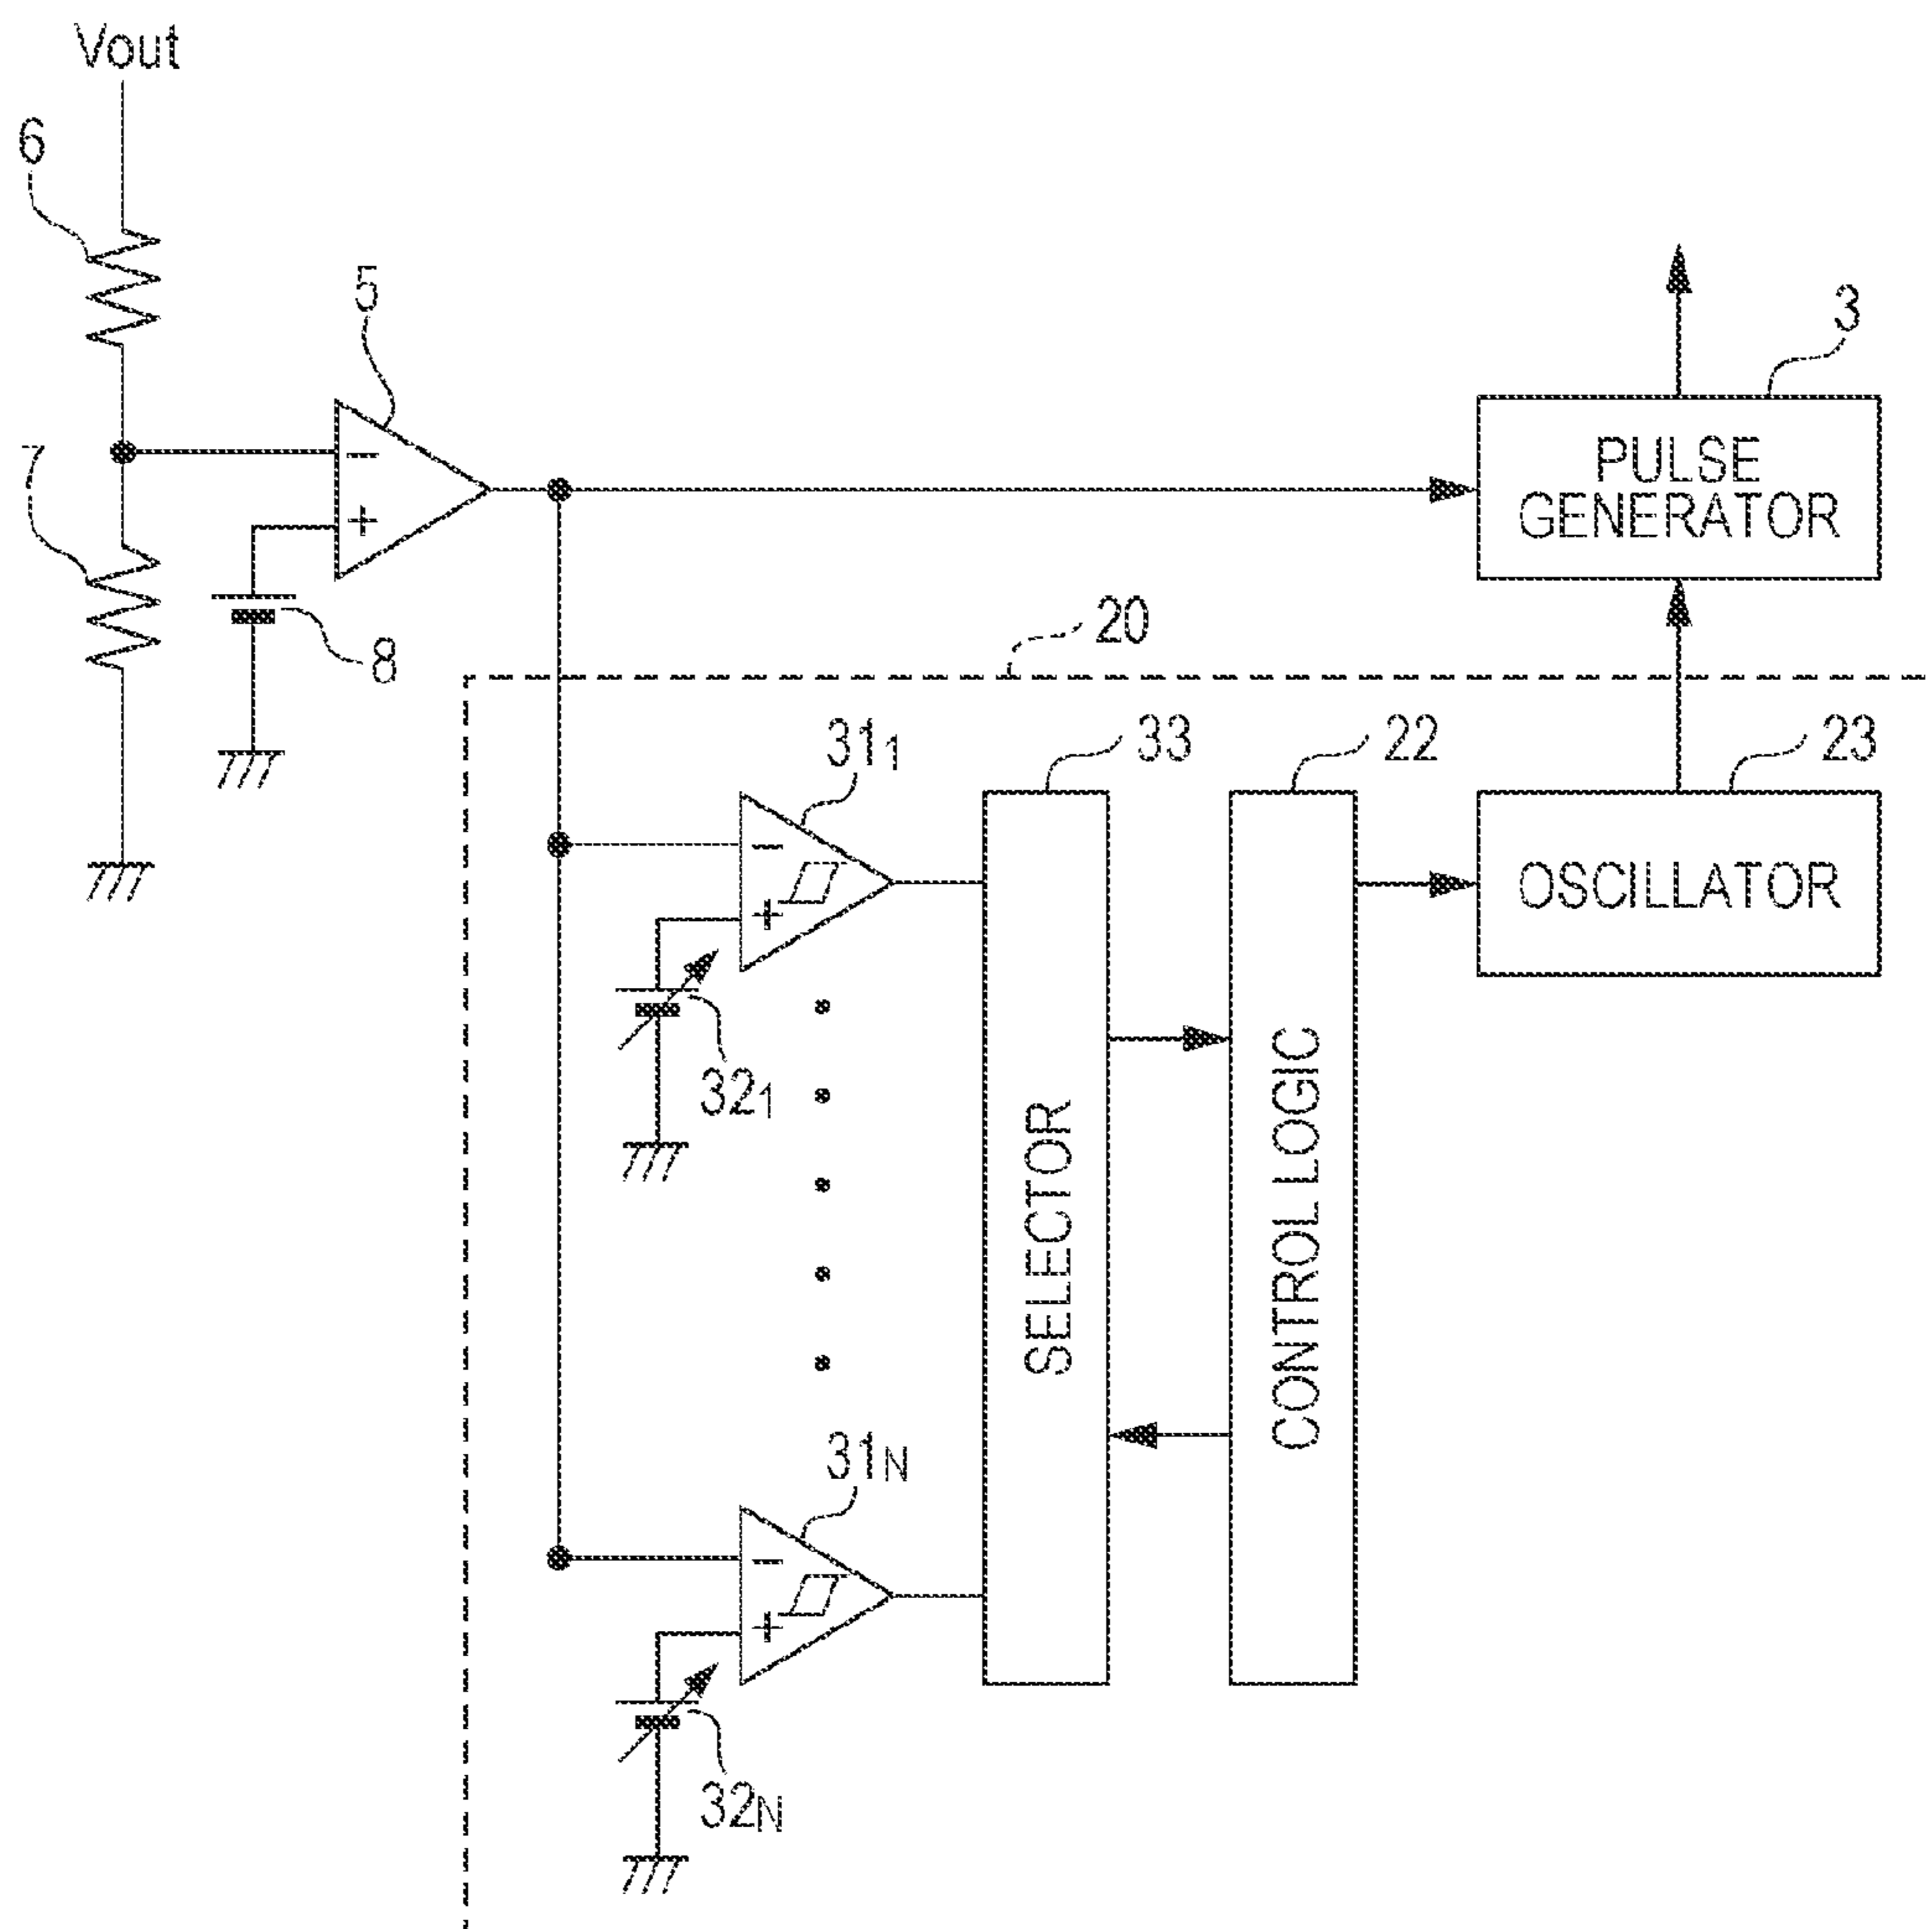 Vout
6
5
3
7
PULSE
GENERATOR
8
20
31₁
33
22
23
OSCILLATOR
32₁
SELECTOR
CONTROL LOGIC
31N
32N